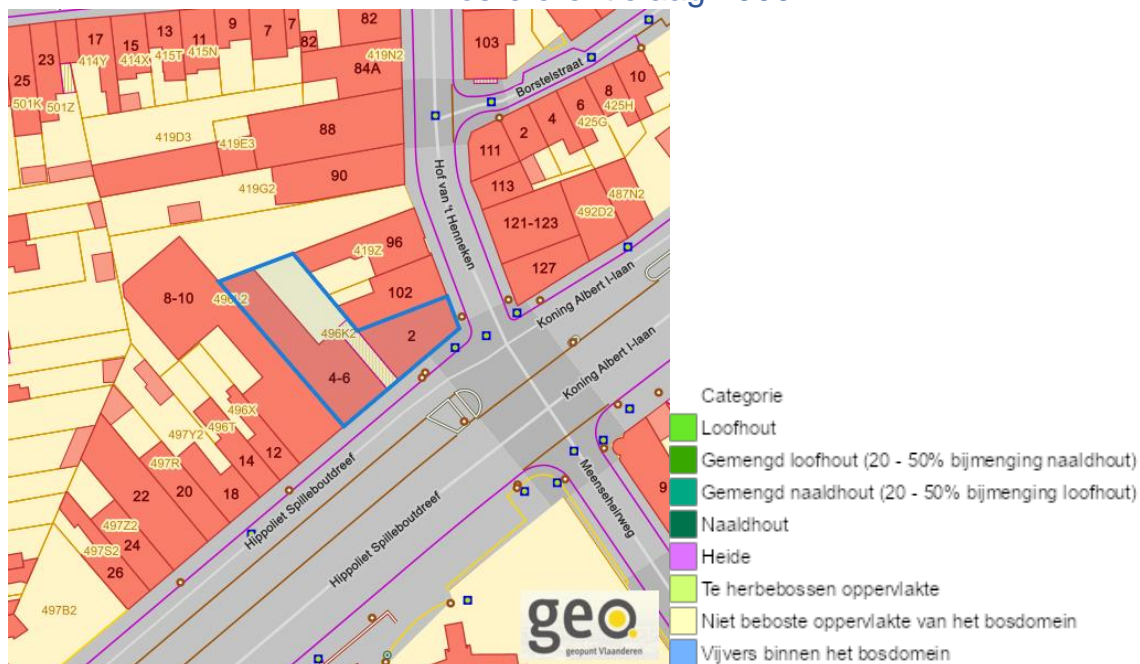 82
17 15 13 11 9 7 7 82
23 414Y 414X 415T 415N 419N2 103
84A
25 501K 501Z Borstelstraat
10
8
6 425H
4 425G
2
88
419D3 419E3 111
90 113
419G2 Hof van 't Henneken 487N2
121-123 492D2
96
419Z
127
8-10 102
496K2 2 Koning Albert I-laan
4-6 Koning Albert I-laan
496X
496T
497Y2
12
14
497R
18
20
22
Hippoliet Spilleboutdreef
Hippoliet Spilleboutdreef
Meenseheirweg
9
497Z2
24
497S2
26
497B2
geo
geopunt Vlaanderen
Categorie
Loofhout
Gemengd loofhout (20 - 50% bijmenging naaldhout)
Gemengd naaldhout (20 - 50% bijmenging loofhout)
Naaldhout
Heide
Te herbebossen oppervlakte
Niet beboste oppervlakte van het bosdomein
Vijvers binnen het bosdomein